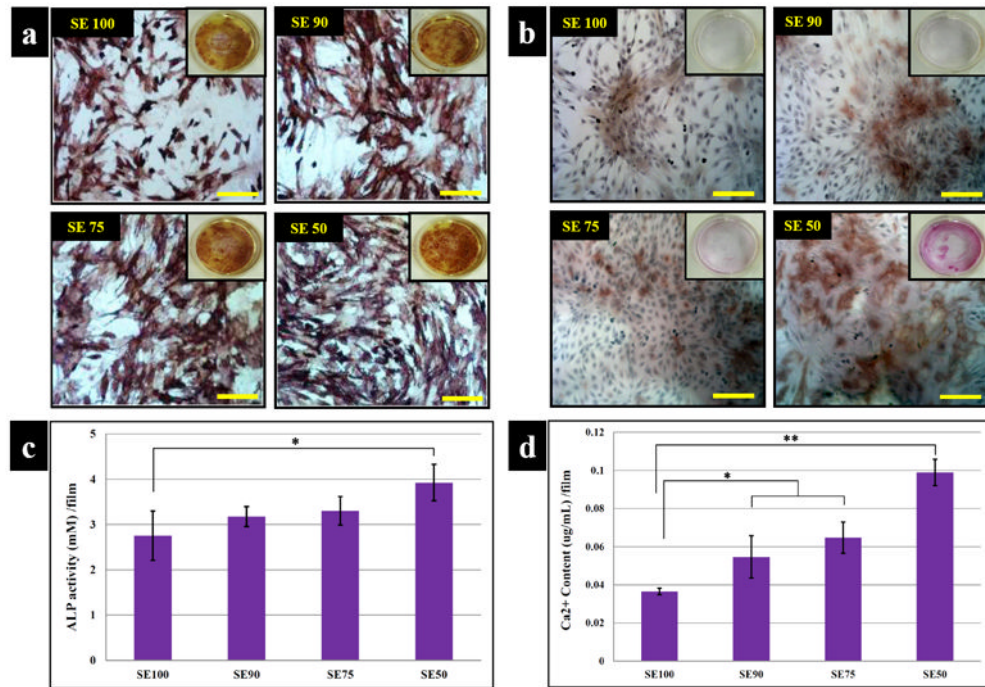 a
SE 100
SE 90
SE 75
SE 50
b
SE 100
SE 90
SE 75
SE 50
c
ALP activity (mM) /film
5
4
3
2
1
0
*
SE100 SE90 SE75 SE50
d
Ca2+ Content (ug/mL) /film
0.12
0.1
0.08
0.06
0.04
0.02
0
**
*
SE100 SE90 SE75 SE50